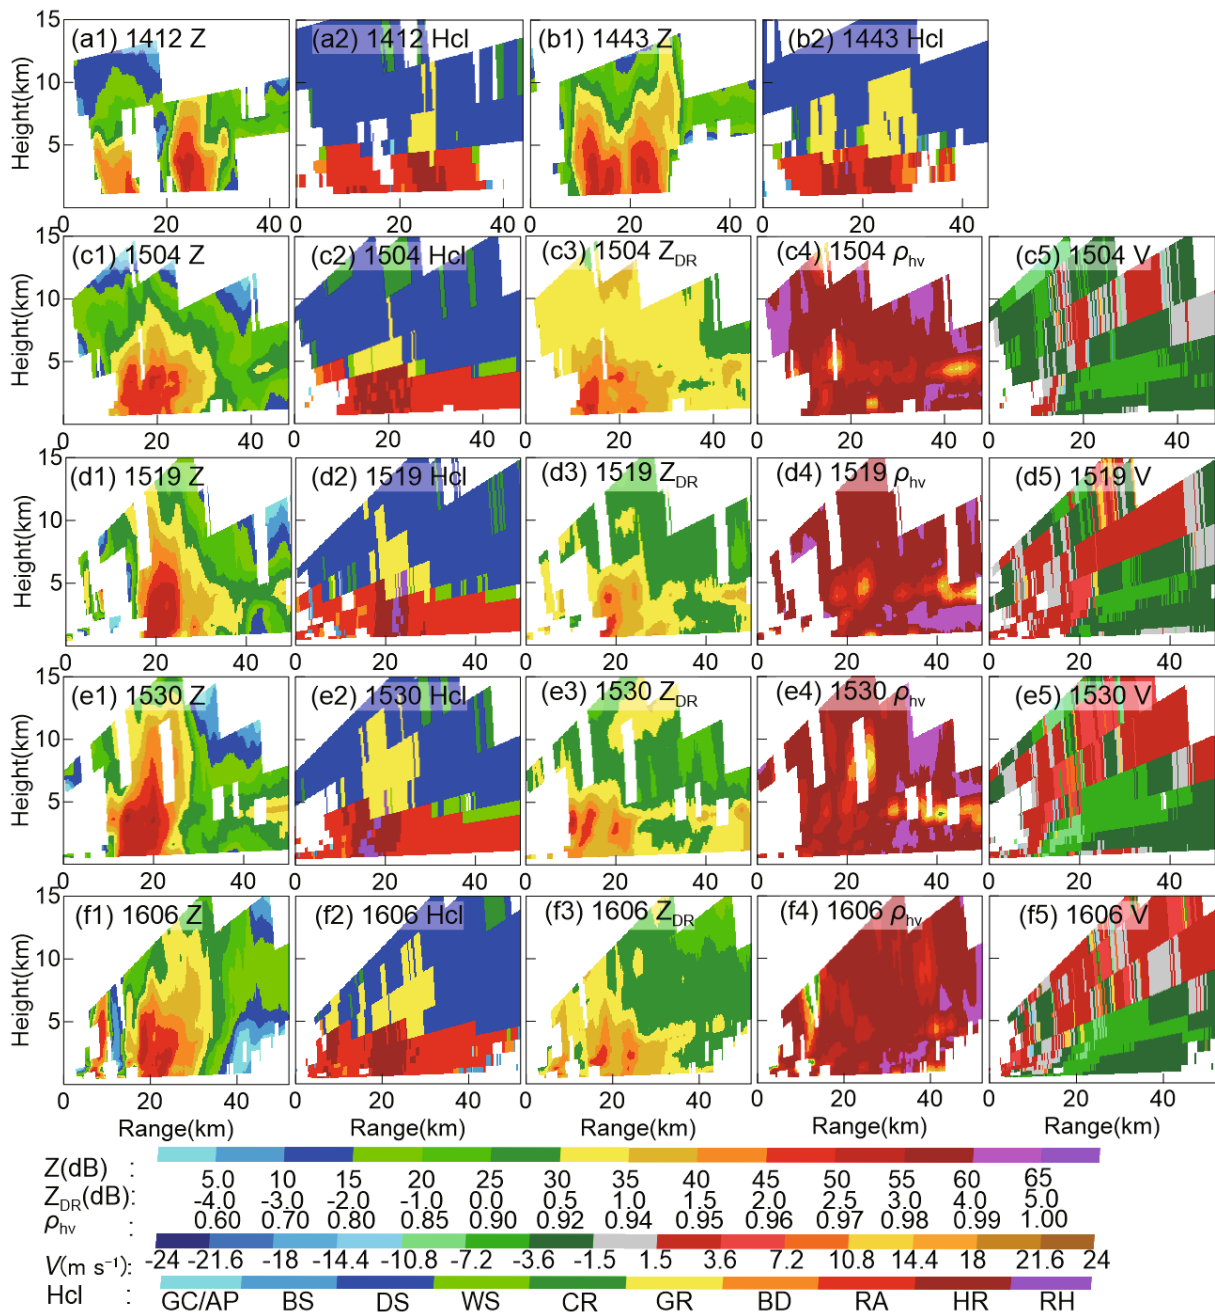 15 (a1) 1412 Z (a2) 1412 Hcl (b1) 1443 Z (b2) 1443 Hcl
10
5
Height(km)
0 20 40 0 20 40 0 20 40 0 20 40
15 (c1) 1504 Z (c2) 1504 Hcl (c3) 1504 Z_DR (c4) 1504 ρ_hv (c5) 1504 V
10
5
Height(km)
0 20 40 0 20 40 0 20 40 0 20 40 0 20 40
15 (d1) 1519 Z (d2) 1519 Hcl (d3) 1519 Z_DR (d4) 1519 ρ_hv (d5) 1519 V
10
5
Height(km)
0 20 40 0 20 40 0 20 40 0 20 40 0 20 40
15 (e1) 1530 Z (e2) 1530 Hcl (e3) 1530 Z_DR (e4) 1530 ρ_hv (e5) 1530 V
10
5
Height(km)
0 20 40 0 20 40 0 20 40 0 20 40 0 20 40
15 (f1) 1606 Z (f2) 1606 Hcl (f3) 1606 Z_DR (f4) 1606 ρ_hv (f5) 1606 V
10
5
Height(km)
0 20 40 0 20 40 0 20 40 0 20 40 0 20 40
Range(km) Range(km) Range(km) Range(km) Range(km)
Z(dB) : 5.0 10 15 20 25 30 35 40 45 50 55 60 65
Z_DR(dB) : -4.0 -3.0 -2.0 -1.0 0.0 0.5 1.0 1.5 2.0 2.5 3.0 4.0 5.0
ρ_hv : 0.60 0.70 0.80 0.85 0.90 0.92 0.94 0.95 0.96 0.97 0.98 0.99 1.00
V(m s⁻¹): -24 -21.6 -18 -14.4 -10.8 -7.2 -3.6 -1.5 1.5 3.6 7.2 10.8 14.4 18 21.6 24
Hcl : GC/AP BS DS WS CR GR BD RA HR RH